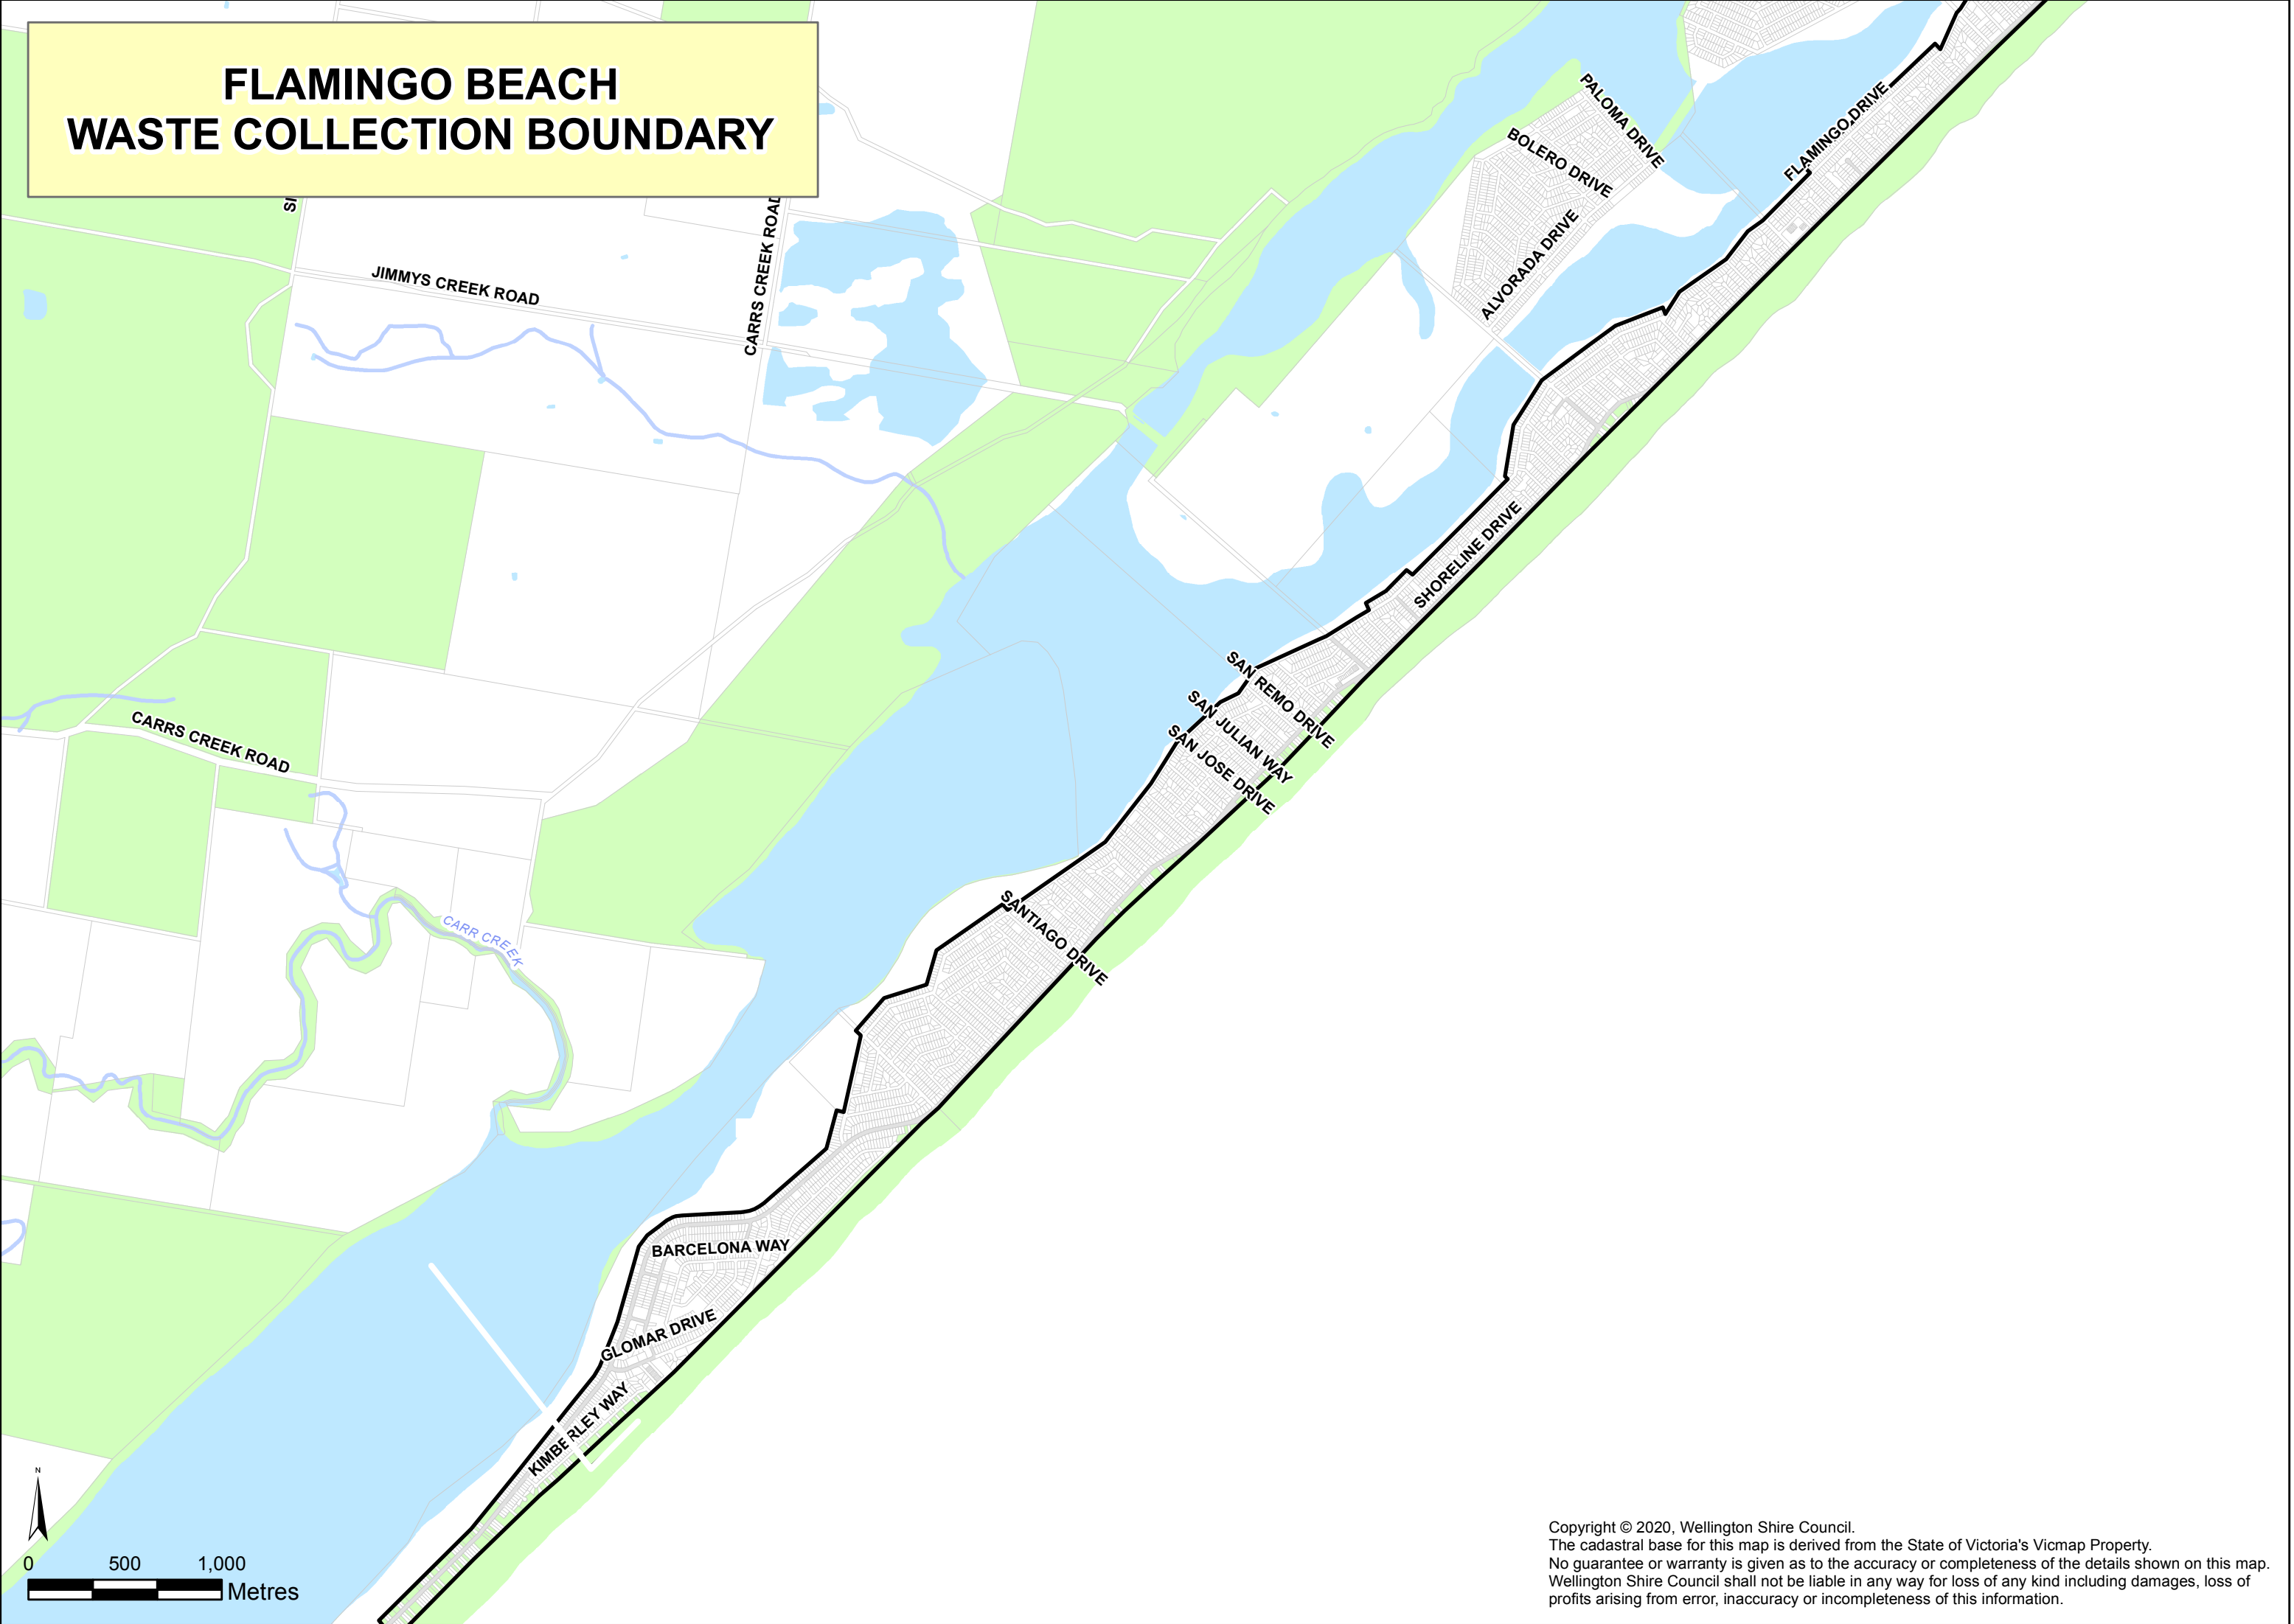 FLAMINGO BEACH
WASTE COLLECTION BOUNDARY
PALOMA DRIVE
BOLERO DRIVE
FLAMINGO DRIVE
ALVORADA DRIVE
JIMMYS CREEK ROAD
CARRS CREEK ROAD
SHORELINE DRIVE
SAN REMO DRIVE
SAN JULIAN WAY
SAN JOSE DRIVE
CARRS CREEK ROAD
SANTIAGO DRIVE
CARR CREEK
BARCELONA WAY
GLOMAR DRIVE
KIMBERLEY WAY
N
0 500 1,000
Metres
Copyright © 2020, Wellington Shire Council.
The cadastral base for this map is derived from the State of Victoria's Vicmap Property.
No guarantee or warranty is given as to the accuracy or completeness of the details shown on this map.
Wellington Shire Council shall not be liable in any way for loss of any kind including damages, loss of
profits arising from error, inaccuracy or incompleteness of this information.